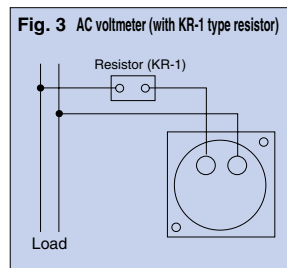 Fig. 3 AC voltmeter (with KR-1 type resistor)
Resistor (KR-1)
Load